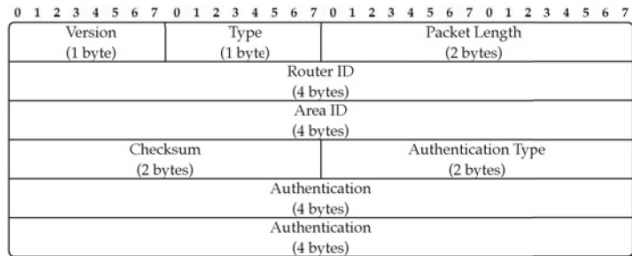 0 1 2 3 4 5 6 7 0 1 2 3 4 5 6 7 0 1 2 3 4 5 6 7 0 1 2 3 4 5 6 7
Version Type Packet Length
(1 byte) (1 byte) (2 bytes)
Router ID
(4 bytes)
Area ID
(4 bytes)
Checksum Authentication Type
(2 bytes) (2 bytes)
Authentication
(4 bytes)
Authentication
(4 bytes)